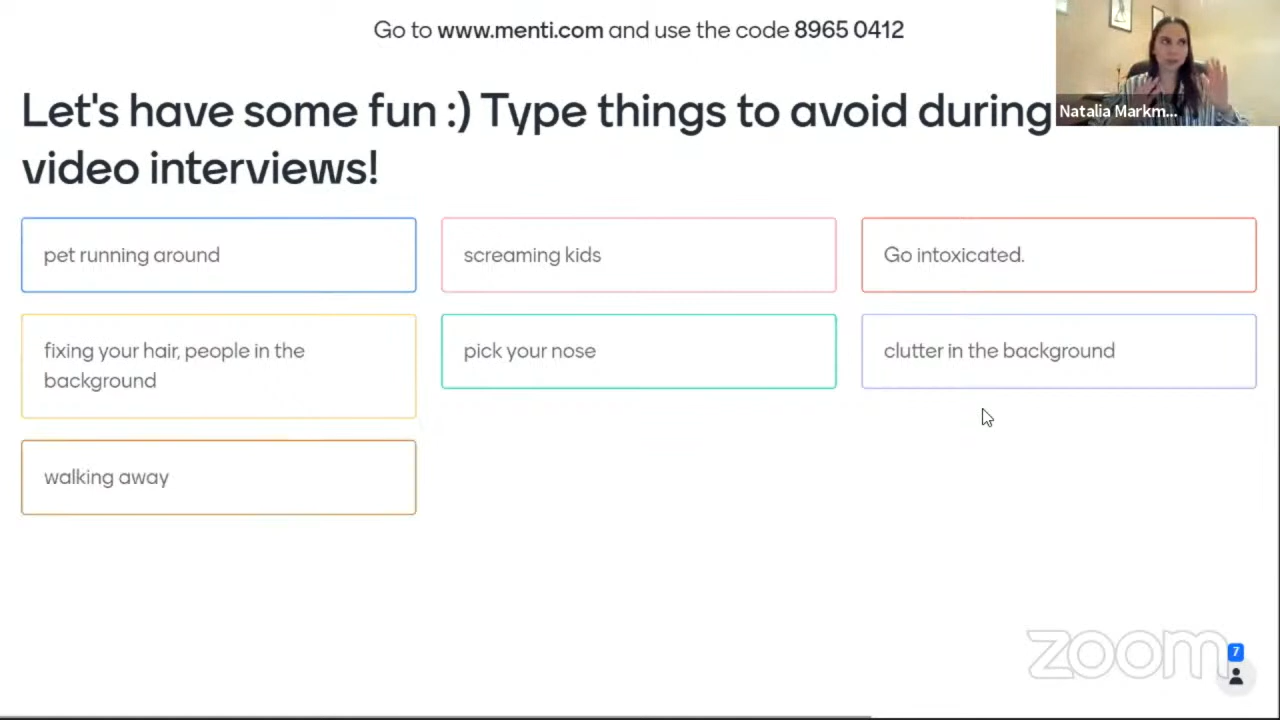 Go to www.menti.com and use the code 8965 0412
Let's have some fun :) Type things to avoid during
video interviews!
Natalia Markm...
pet running around
screaming kids
Go intoxicated.
fixing your hair, people in the
background
pick your nose
clutter in the background
walking away
zoom
7